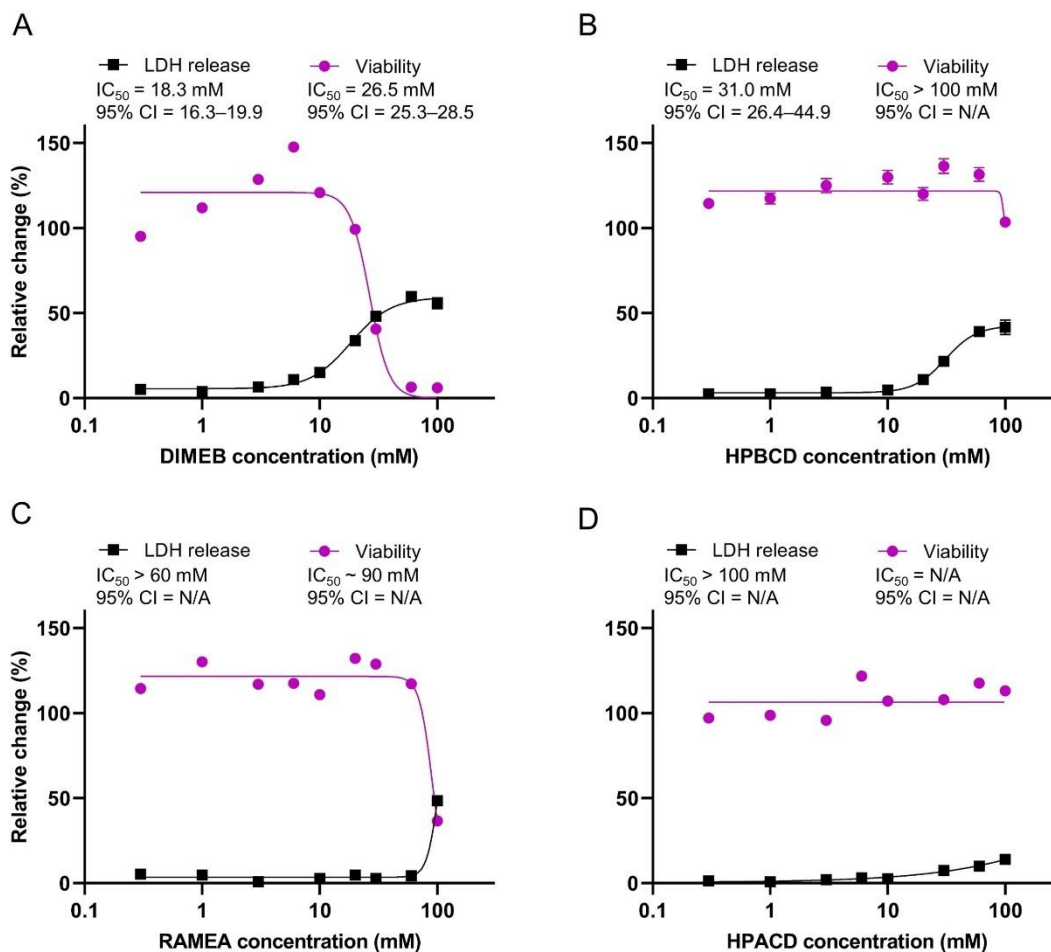 A
LDH release
Viability
IC50 = 18.3 mM
IC50 = 26.5 mM
95% CI = 16.3–19.9
95% CI = 25.3–28.5
150
100
50
0
Relative change (%)
0.1
1
10
100
DIMEB concentration (mM)
B
LDH release
Viability
IC50 = 31.0 mM
IC50 > 100 mM
95% CI = 26.4–44.9
95% CI = N/A
150
100
50
0
0.1
1
10
100
HPBCD concentration (mM)
C
LDH release
Viability
IC50 > 60 mM
IC50 ~ 90 mM
95% CI = N/A
95% CI = N/A
150
100
50
0
Relative change (%)
0.1
1
10
100
RAMEA concentration (mM)
D
LDH release
Viability
IC50 > 100 mM
IC50 = N/A
95% CI = N/A
95% CI = N/A
150
100
50
0
0.1
1
10
100
HPACD concentration (mM)